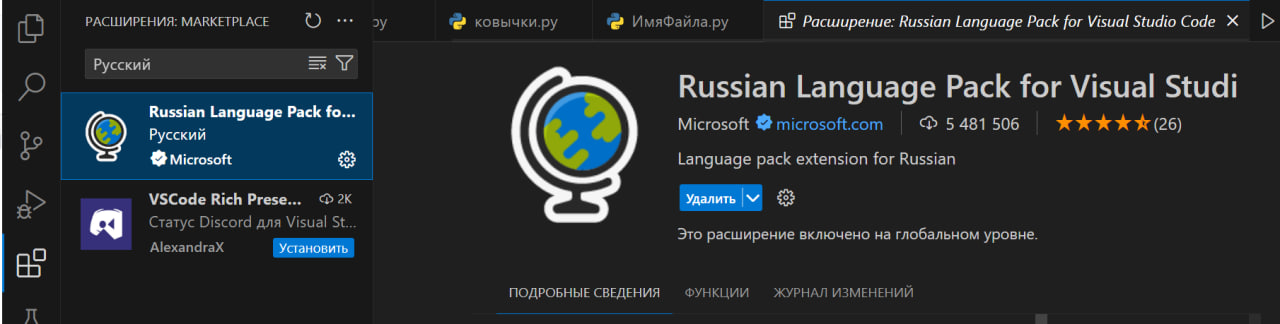 РАСШИРЕНИЯ: MARKETPLACE
Русский
Russian Language Pack fo...
Русский
Microsoft
VSCode Rich Prese...
2K
Статус Discord для Visual St...
AlexandraX
Установить
ру
ковычки.py
ИмяФайла.py
Расширение: Russian Language Pack for Visual Studio Code
Russian Language Pack for Visual Studi
Microsoft microsoft.com 5 481 506 (26)
Language pack extension for Russian
Удалить
Это расширение включено на глобальном уровне.
ПОДРОБНЫЕ СВЕДЕНИЯ ФУНКЦИИ ЖУРНАЛ ИЗМЕНЕНИЙ